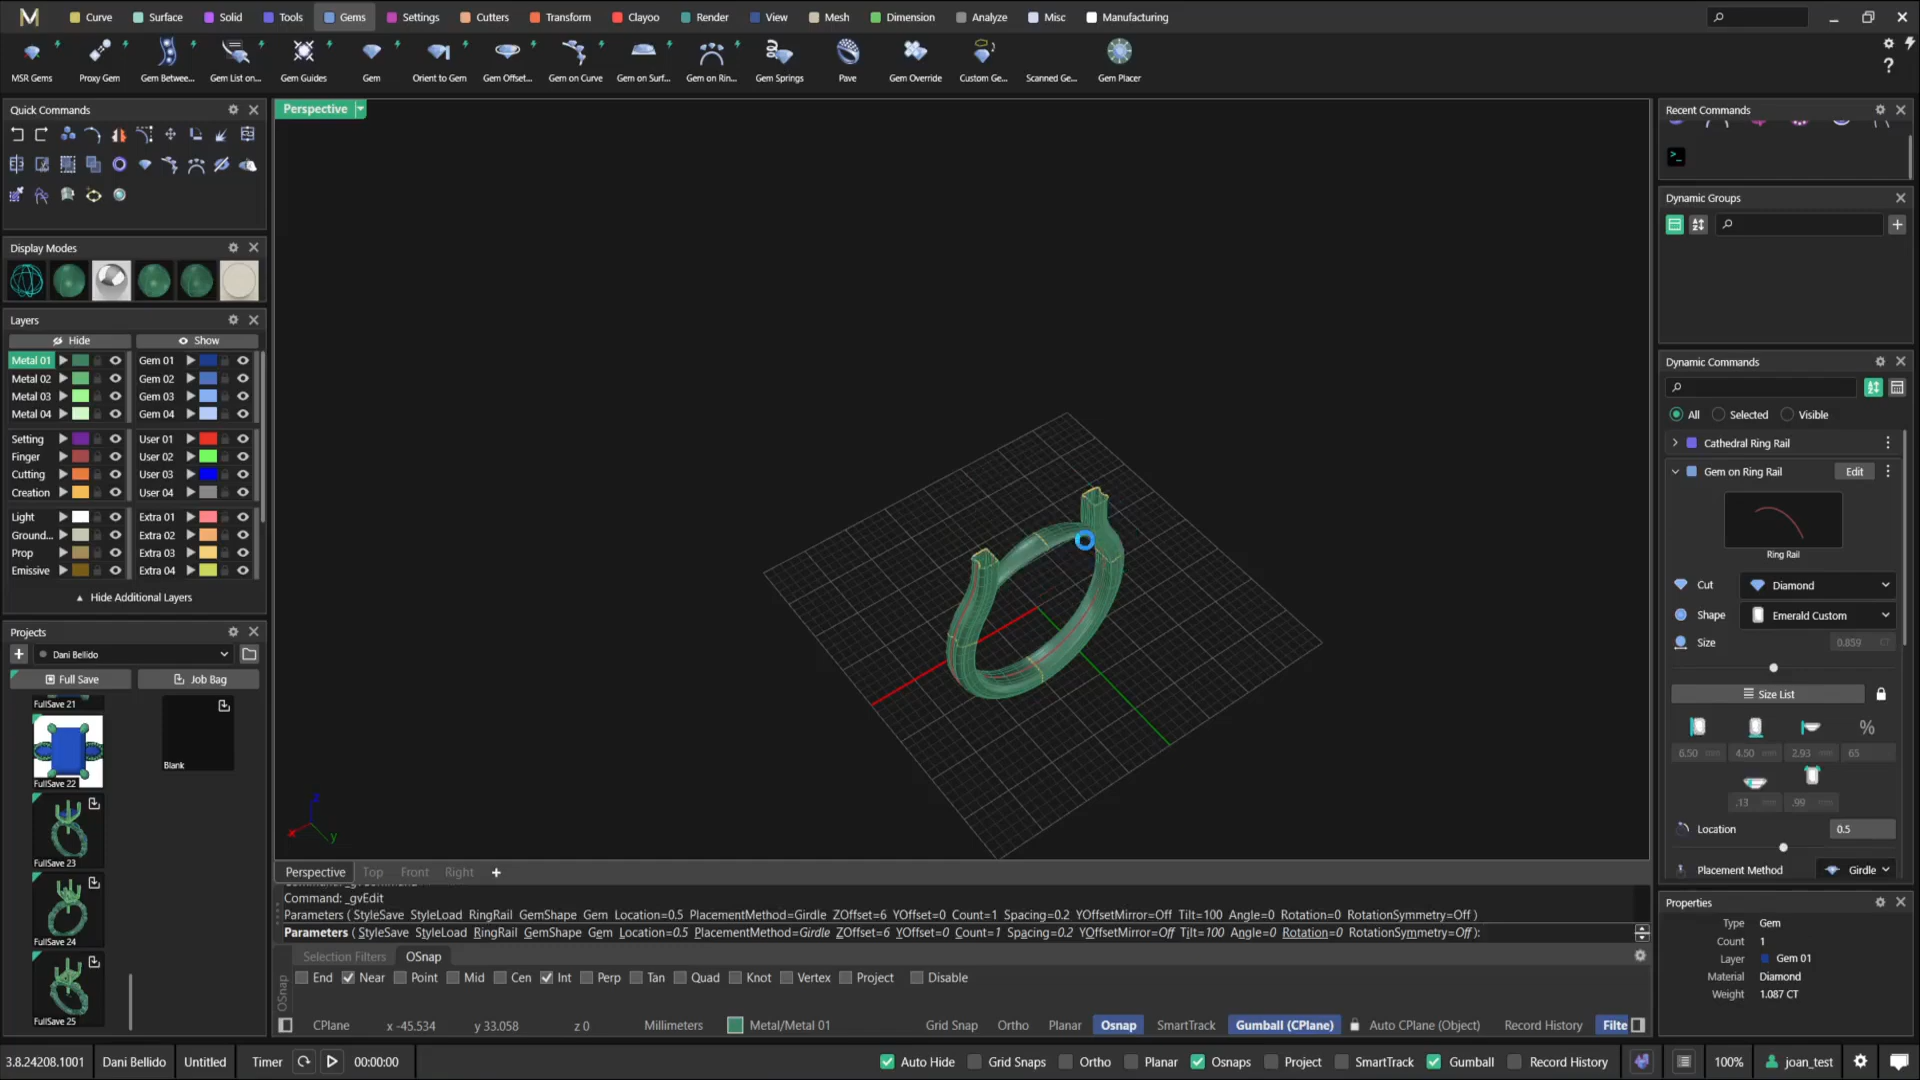 Curve Surface Solid Tools Gems Settings Cutters Transform Clayoo Render View Mesh Dimension Analyze Misc Manufacturing
MSR Gems Proxy Gem Gem Betwee... Gem List on... Gem Guides Gem Orient to Gem Gem Offset... Gem on Curve Gem on Surf... Gem on Rin... Gem Springs Pave Gem Override Custom Ge... Scanned Ge... Gem Placer
Quick Commands
Display Modes
Layers
Hide Show
Metal 01 Gem 01
Metal 02 Gem 02
Metal 03 Gem 03
Metal 04 Gem 04
Setting User 01
Finger User 02
Cutting User 03
Creation User 04
Light Extra 01
Ground... Extra 02
Prop Extra 03
Emissive Extra 04
Hide Additional Layers
Projects
Dani Bellido
Full Save Job Bag
FullSave 21
Blank
FullSave 22
FullSave 23
FullSave 24
FullSave 25
Perspective
z
x
y
Perspective Top Front Right
Command: _gvEdit
Parameters ( StyleSave StyleLoad RingRail GemShape Gem Location=0.5 PlacementMethod=Girdle ZOffset=6 YOffset=0 Count=1 Spacing=0.2 YOffsetMirror=Off Tilt=100 Angle=0 Rotation=0 RotationSymmetry=Off )
Parameters ( StyleSave StyleLoad RingRail GemShape Gem Location=0.5 PlacementMethod=Girdle ZOffset=6 YOffset=0 Count=1 Spacing=0.2 YOffsetMirror=Off Tilt=100 Angle=0 Rotation=0 RotationSymmetry=Off ):
Selection Filters OSnap
OSnap
End Near Point Mid Cen Int Perp Tan Quad Knot Vertex Project Disable
CPlane x -45.534 y 33.058 z 0 Millimeters Metal/Metal 01 Grid Snap Ortho Planar Osnap SmartTrack Gumball (CPlane) Auto CPlane (Object) Record History Filte
Recent Commands
Dynamic Groups
Dynamic Commands
All Selected Visible
Cathedral Ring Rail
Gem on Ring Rail Edit
Ring Rail
Cut Diamond
Shape Emerald Custom
Size 0.859 CT
Size List
%
6.50 mm 4.50 mm 2.93 mm 65
.13 mm .99 mm
Location 0.5
Placement Method Girdle
Properties
Type Gem
Count 1
Layer Gem 01
Material Diamond
Weight 1.087 CT
3.8.24208.1001 Dani Bellido Untitled Timer 00:00:00 Auto Hide Grid Snaps Ortho Planar Osnaps Project SmartTrack Gumball Record History 100% joan_test